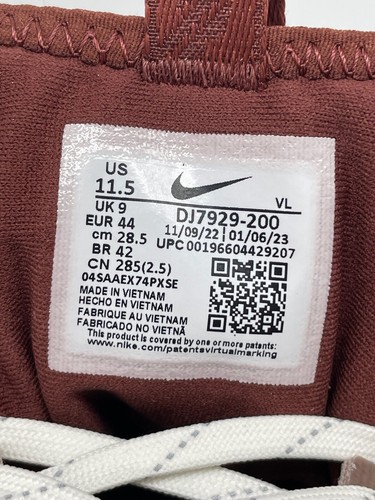 US
11.5
VL
UK 9
DJ7929-200
EUR 44
11/09/22 | 01/06/23
cm 28.5
UPC 00196604429207
BR 42
CN 285(2.5)
04SAAEX74PXSE
MADE IN VIETNAM
HECHO EN VIETNAM
FABRIQUE AU VIETNAM
FABRICADO NO VIETNÃ
This product is covered by one or more patents:
www.nike.com/patentsvirtualmarking